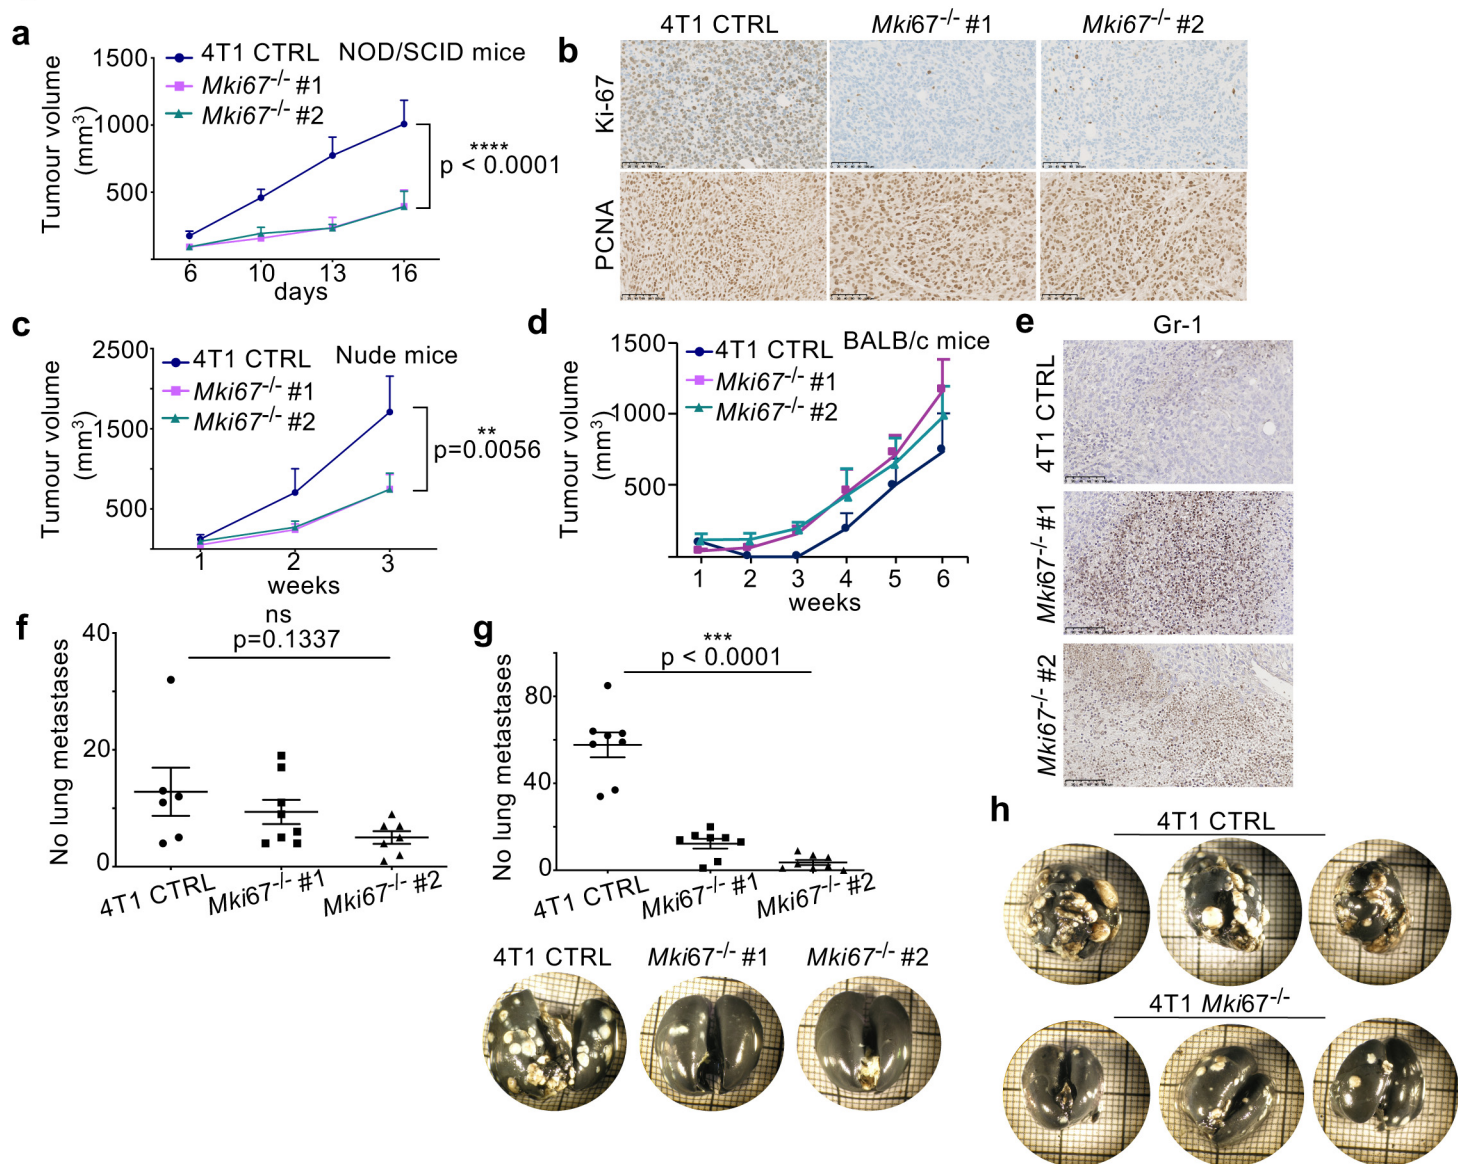 a
4T1 CTRL
NOD/SCID mice
Mki67-/- #1
Mki67-/- #2
Tumour volume
(mm3)
1500
1000
500
6 10 13 16
days
****
p < 0.0001
b
4T1 CTRL Mki67-/- #1 Mki67-/- #2
Ki-67
PCNA
c
4T1 CTRL
Nude mice
Mki67-/- #1
Mki67-/- #2
Tumour volume
(mm3)
2500
1500
500
1 2 3
weeks
**
p=0.0056
d
4T1 CTRL
BALB/c mice
Mki67-/- #1
Mki67-/- #2
Tumour volume
(mm3)
1500
1000
500
1 2 3 4 5 6
weeks
e
Gr-1
4T1 CTRL
Mki67-/- #1
Mki67-/- #2
f
ns
p=0.1337
No lung metastases
40
20
0
4T1 CTRL Mki67-/- #1 Mki67-/- #2
g
***
p < 0.0001
No lung metastases
80
40
0
4T1 CTRL Mki67-/- #1 Mki67-/- #2
4T1 CTRL Mki67-/- #1 Mki67-/- #2
h
4T1 CTRL
4T1 Mki67-/-